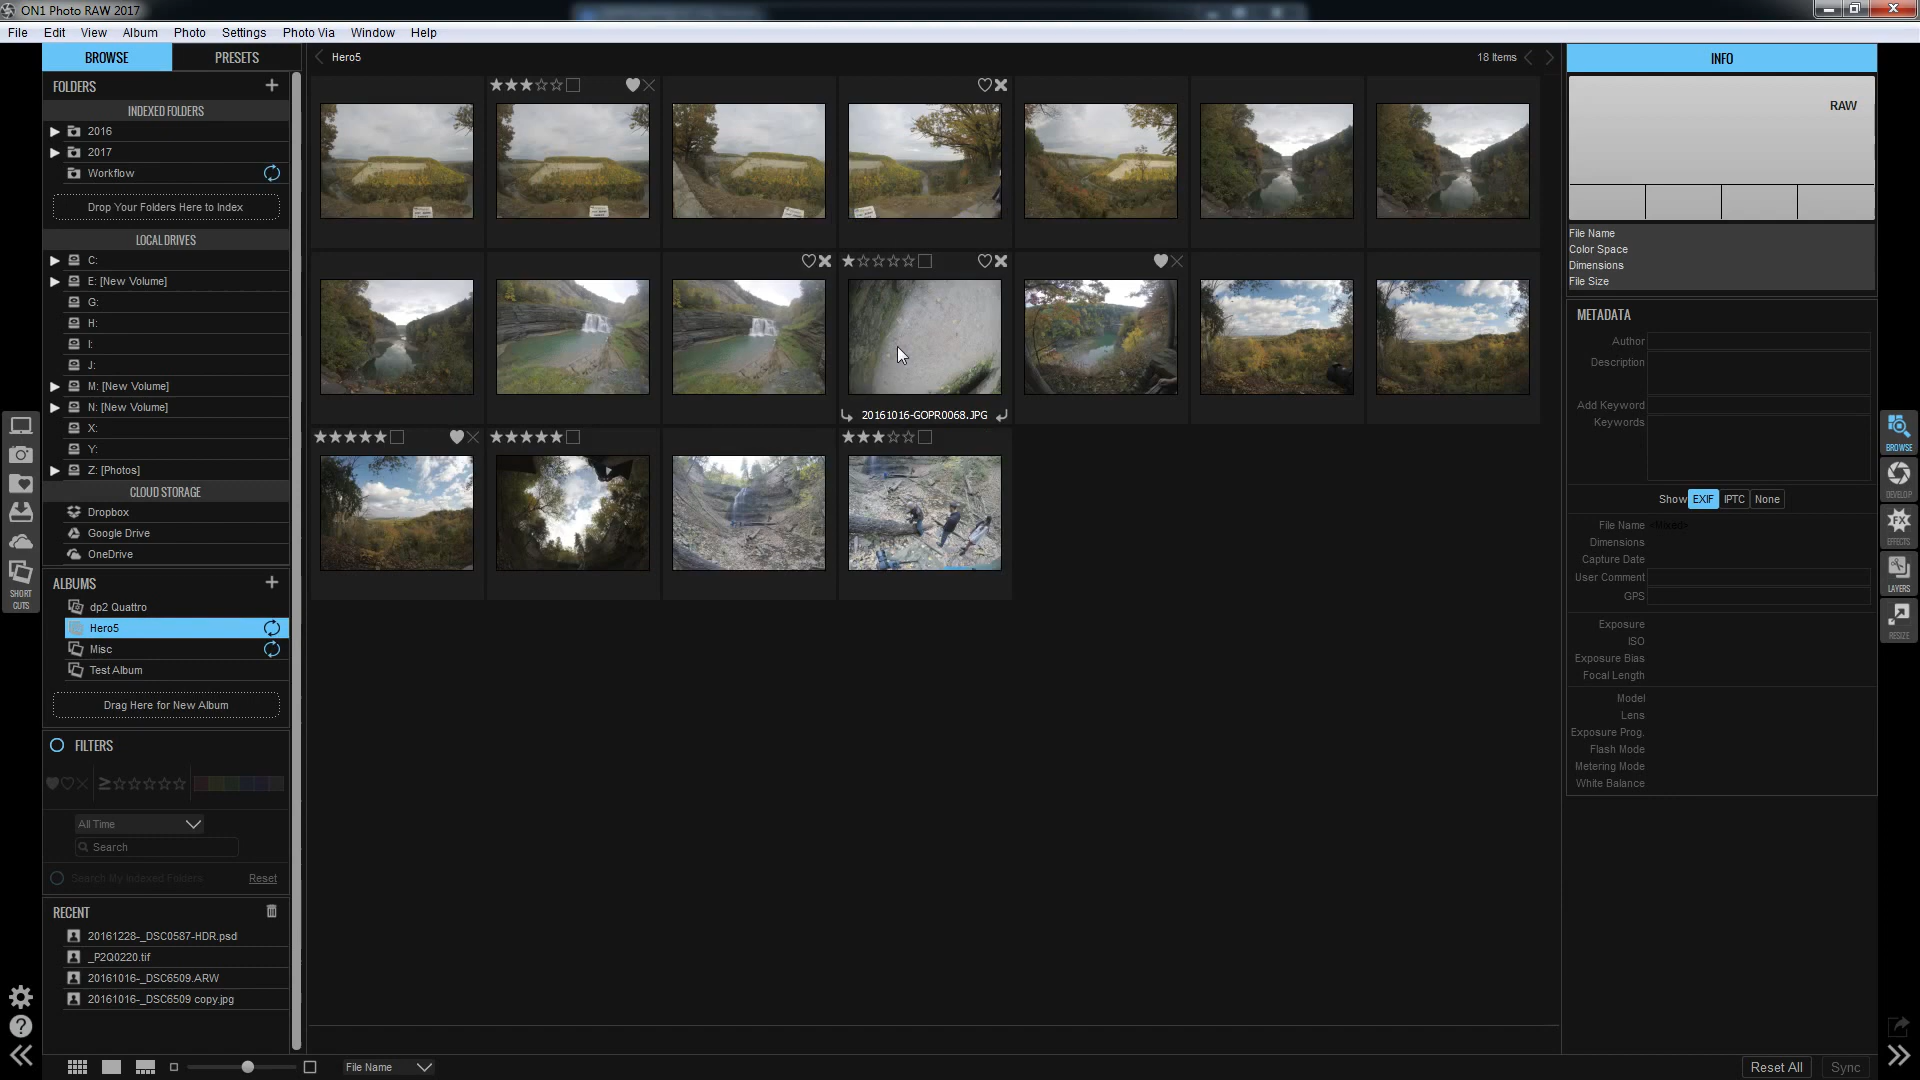 ON1 Photo RAW 2017
File Edit View Album Photo Settings Photo Via Window Help
BROWSE PRESETS
Hero5
18 Items
INFO
FOLDERS
INDEXED FOLDERS
2016
2017
Workflow
Drop Your Folders Here to Index
LOCAL DRIVES
C:
E: [New Volume]
G:
H:
I:
J:
M: [New Volume]
N: [New Volume]
X:
Y:
Z: [Photos]
CLOUD STORAGE
Dropbox
Google Drive
OneDrive
ALBUMS
dp2 Quattro
Hero5
Misc
Test Album
Drag Here for New Album
FILTERS
All Time
Search
Search My Indexed Folders Reset
RECENT
20161228-_DSC0587-HDR.psd
_P2Q0220.tif
20161016-_DSC6509.ARW
20161016-_DSC6509 copy.jpg
SHORT
CUTS
20161016-GOPR0068.JPG
File Name
RAW
File Name
Color Space
Dimensions
File Size
METADATA
Author
Description
Add Keyword
Keywords
Show EXIF IPTC None
File Name <Mixed>
Dimensions
Capture Date
User Comment
GPS
Exposure
ISO
Exposure Bias
Focal Length
Model
Lens
Exposure Prog.
Flash Mode
Metering Mode
White Balance
BROWSE
DEVELOP
FX
EFFECTS
LAYERS
RESIZE
Reset All Sync